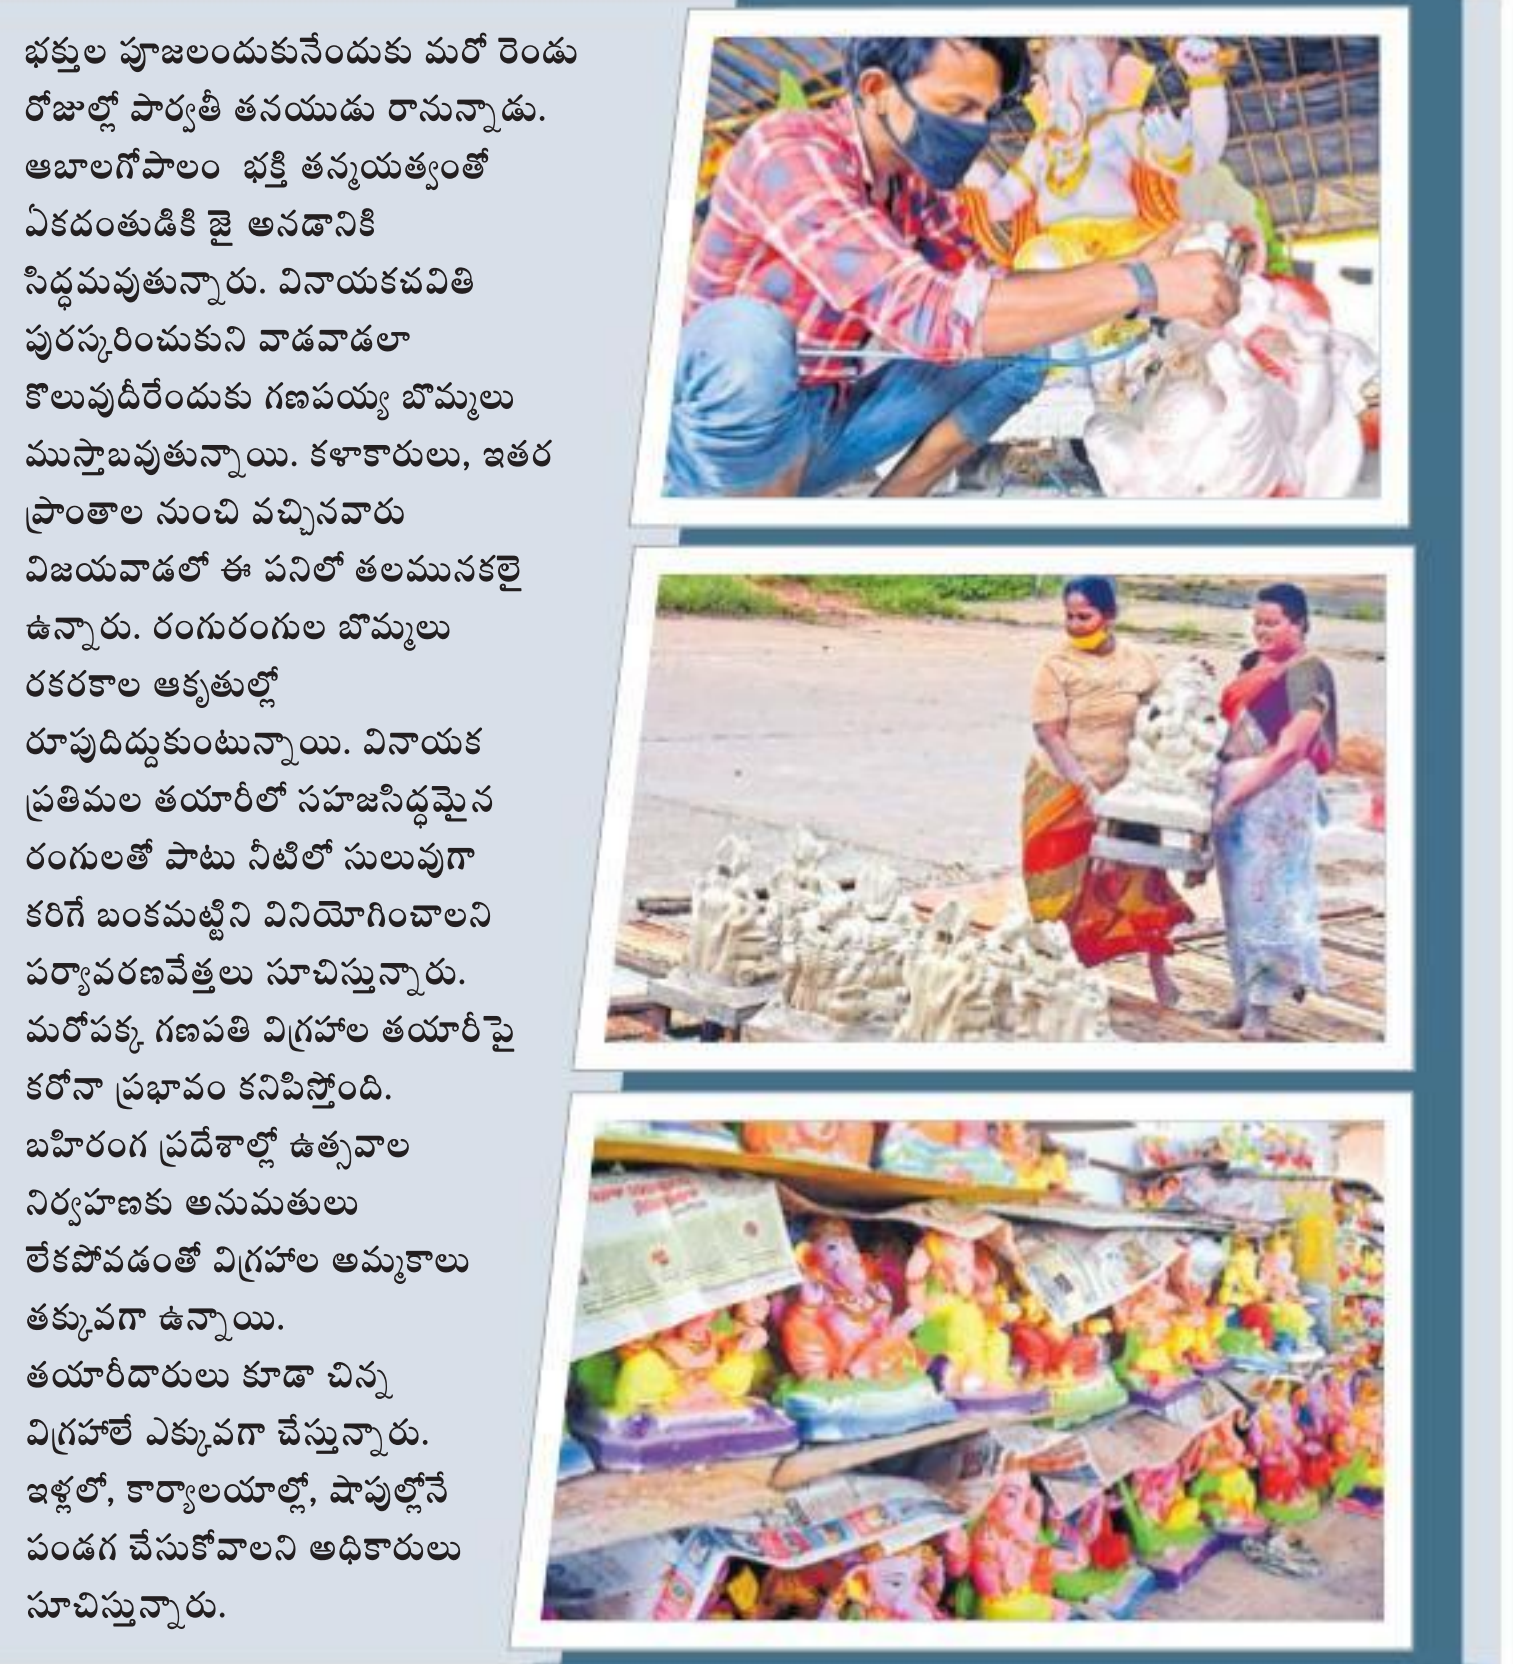 భక్తుల పూజలందుకునేందుకు మరో రెండు
రోజుల్లో పార్వతీ తనయుడు రానున్నాడు.
ఆబాలగోపాలం భక్తి తన్మయత్వంతో
ఏకదంతుడికి జై అనడానికి
సిద్ధమవుతున్నారు. వినాయకచవితి
పురస్కరించుకుని వాడవాడలా
కొలువుదీరేందుకు గణపయ్య బొమ్మలు
ముస్తాబవుతున్నాయి. కళాకారులు, ఇతర
ప్రాంతాల నుంచి వచ్చినవారు
విజయవాడలో ఈ పనిలో తలమునకలై
ఉన్నారు. రంగురంగుల బొమ్మలు
రకరకాల ఆకృతుల్లో
రూపుదిద్దుకుంటున్నాయి. వినాయక
ప్రతిమల తయారీలో సహజసిద్ధమైన
రంగులతో పాటు నీటిలో సులువుగా
కరిగే బంకమట్టిని వినియోగించాలని
పర్యావరణవేత్తలు సూచిస్తున్నారు.
మరోపక్క గణపతి విగ్రహాల తయారీపై
కరోనా ప్రభావం కనిపిస్తోంది.
బహిరంగ ప్రదేశాల్లో ఉత్సవాల
నిర్వహణకు అనుమతులు
లేకపోవడంతో విగ్రహాల అమ్మకాలు
తక్కువగా ఉన్నాయి.
తయారీదారులు కూడా చిన్న
విగ్రహాలే ఎక్కువగా చేస్తున్నారు.
ఇళ్లలో, కార్యాలయాల్లో, షాపుల్లోనే
పండగ చేసుకోవాలని అధికారులు
సూచిస్తున్నారు.